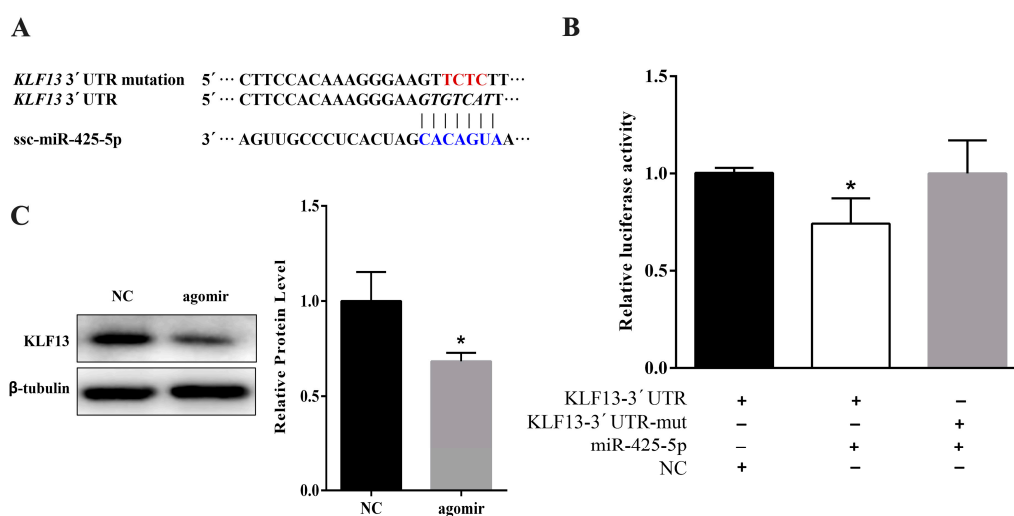 A
KLF13 3´ UTR mutation 5´ ··· CTTCCACAAAGGGAAGTTCTCTT···
KLF13 3´ UTR 5´ ··· CTTCCACAAAGGGAAGTGTCATT···
ssc-miR-425-5p 3´ ··· AGUUGCCCUCACUAGCACAGUAA···
B
Relative luciferase activity
1.5
1.0
0.5
0.0
*
KLF13-3´ UTR + + –
KLF13-3´ UTR-mut – – +
miR-425-5p – + +
NC + – –
C
NC agomir
KLF13
β-tubulin
Relative Protein Level
1.5
1.0
0.5
0.0
*
NC agomir